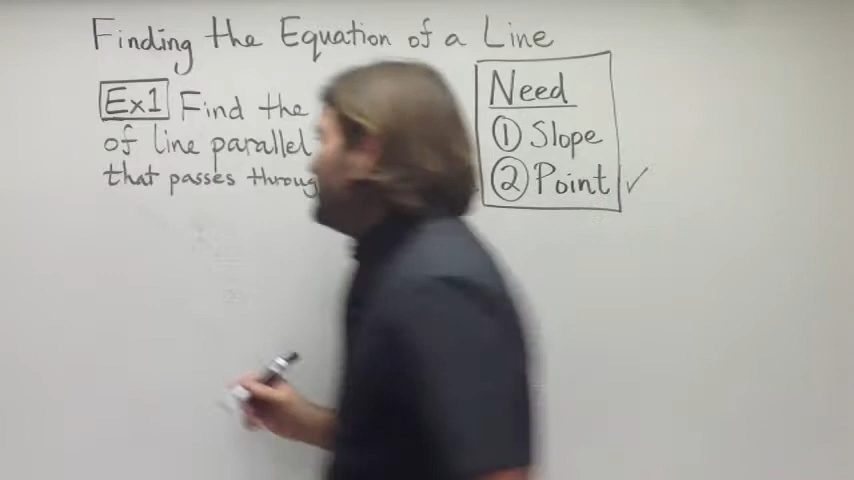 Finding the Equation of a Line
Ex1 Find the
of line parallel
that passes throug
Need
① Slope
② Point ✓